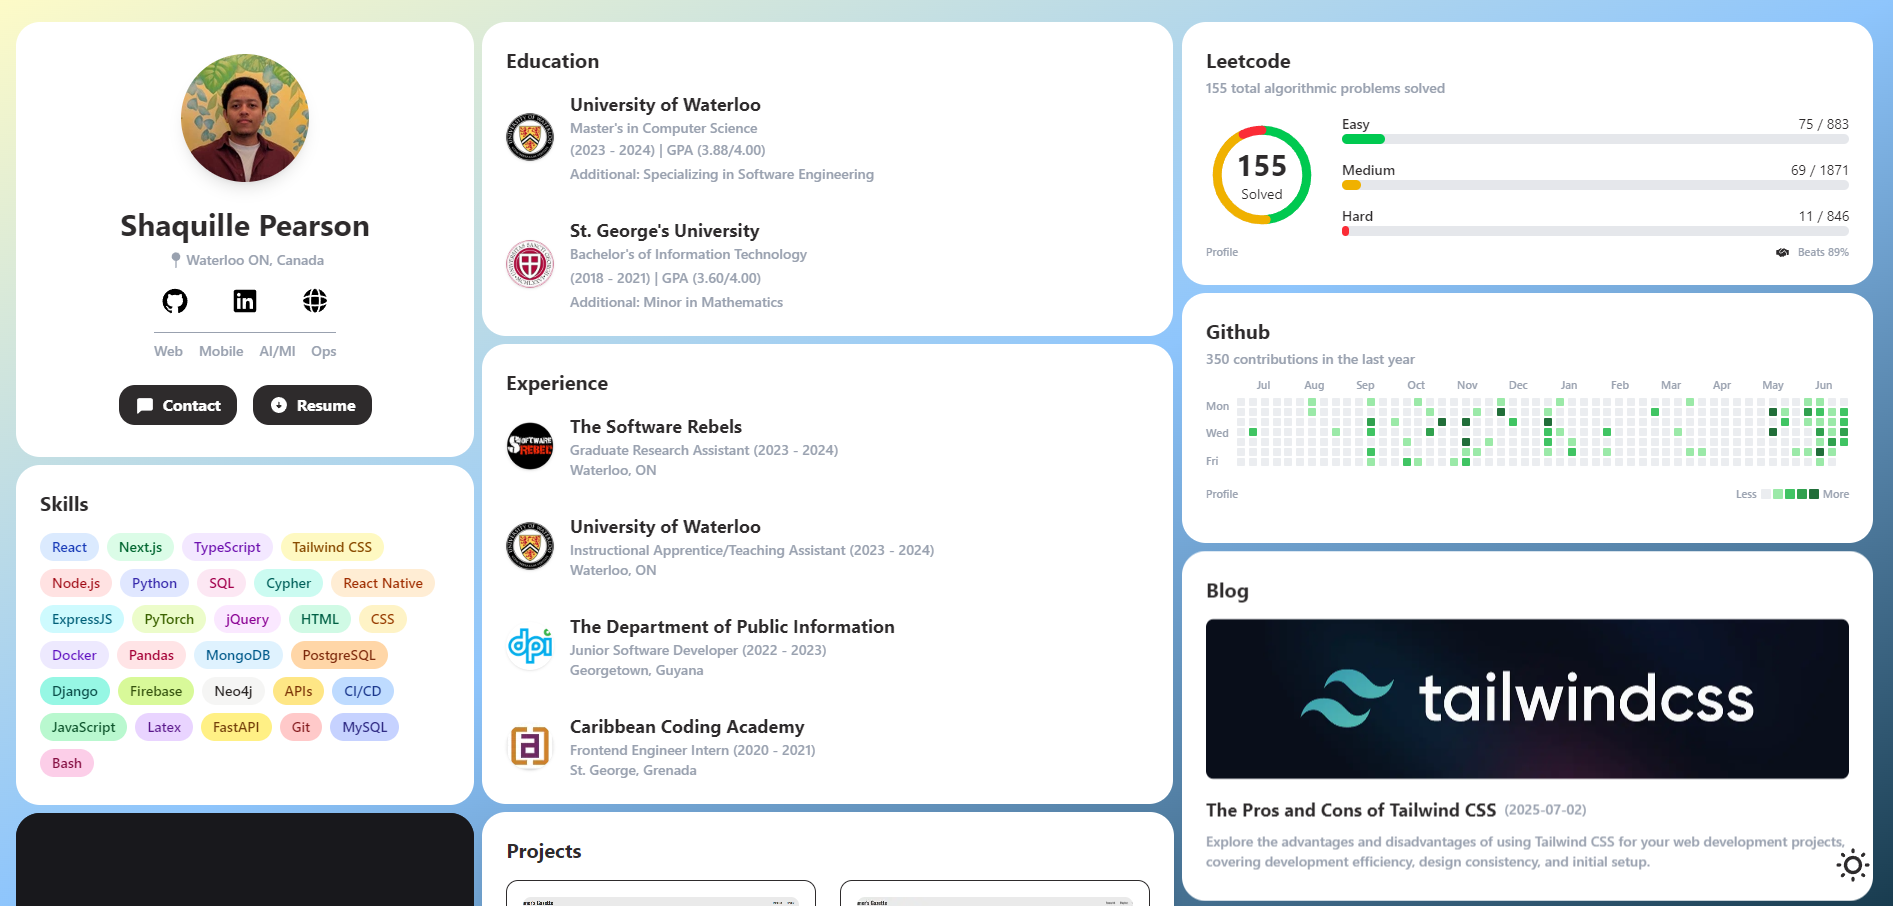 Shaquille Pearson
Waterloo ON, Canada
Web Mobile AI/Ml Ops
Contact Resume
Skills
React Next.js TypeScript Tailwind CSS
Node.js Python SQL Cypher React Native
ExpressJS PyTorch jQuery HTML CSS
Docker Pandas MongoDB PostgreSQL
Django Firebase Neo4j APIs CI/CD
JavaScript Latex FastAPI Git MySQL
Bash
Education
University of Waterloo
Master's in Computer Science
(2023 - 2024) | GPA (3.88/4.00)
Additional: Specializing in Software Engineering
St. George's University
Bachelor's of Information Technology
(2018 - 2021) | GPA (3.60/4.00)
Additional: Minor in Mathematics
Experience
SOFTWARE
REBEL
The Software Rebels
Graduate Research Assistant (2023 - 2024)
Waterloo, ON
University of Waterloo
Instructional Apprentice/Teaching Assistant (2023 - 2024)
Waterloo, ON
dpi
The Department of Public Information
Junior Software Developer (2022 - 2023)
Georgetown, Guyana
a
Caribbean Coding Academy
Frontend Engineer Intern (2020 - 2021)
St. George, Grenada
Projects
Leetcode
155 total algorithmic problems solved
155
Solved
Easy 75 / 883
Medium 69 / 1871
Hard 11 / 846
Profile Beats 89%
Github
350 contributions in the last year
Jul Aug Sep Oct Nov Dec Jan Feb Mar Apr May Jun
Mon
Wed
Fri
Profile Less More
Blog
tailwindcss
The Pros and Cons of Tailwind CSS (2025-07-02)
Explore the advantages and disadvantages of using Tailwind CSS for your web development projects,
covering development efficiency, design consistency, and initial setup.